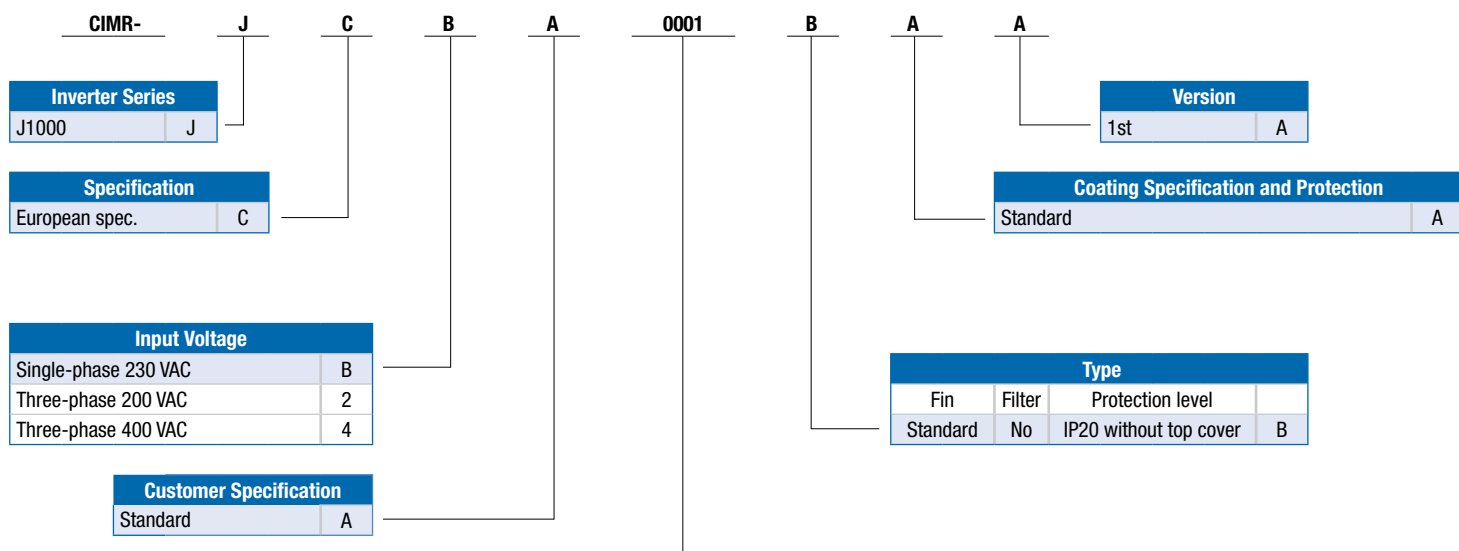 CIMR- J C B A 0001 B A A
Inverter Series
J1000 J
Version
1st A
Specification
European spec. C
Coating Specification and Protection
Standard A
Input Voltage
Single-phase 230 VAC B
Three-phase 200 VAC 2
Three-phase 400 VAC 4
Type
Fin Filter Protection level
Standard No IP20 without top cover B
Customer Specification
Standard A